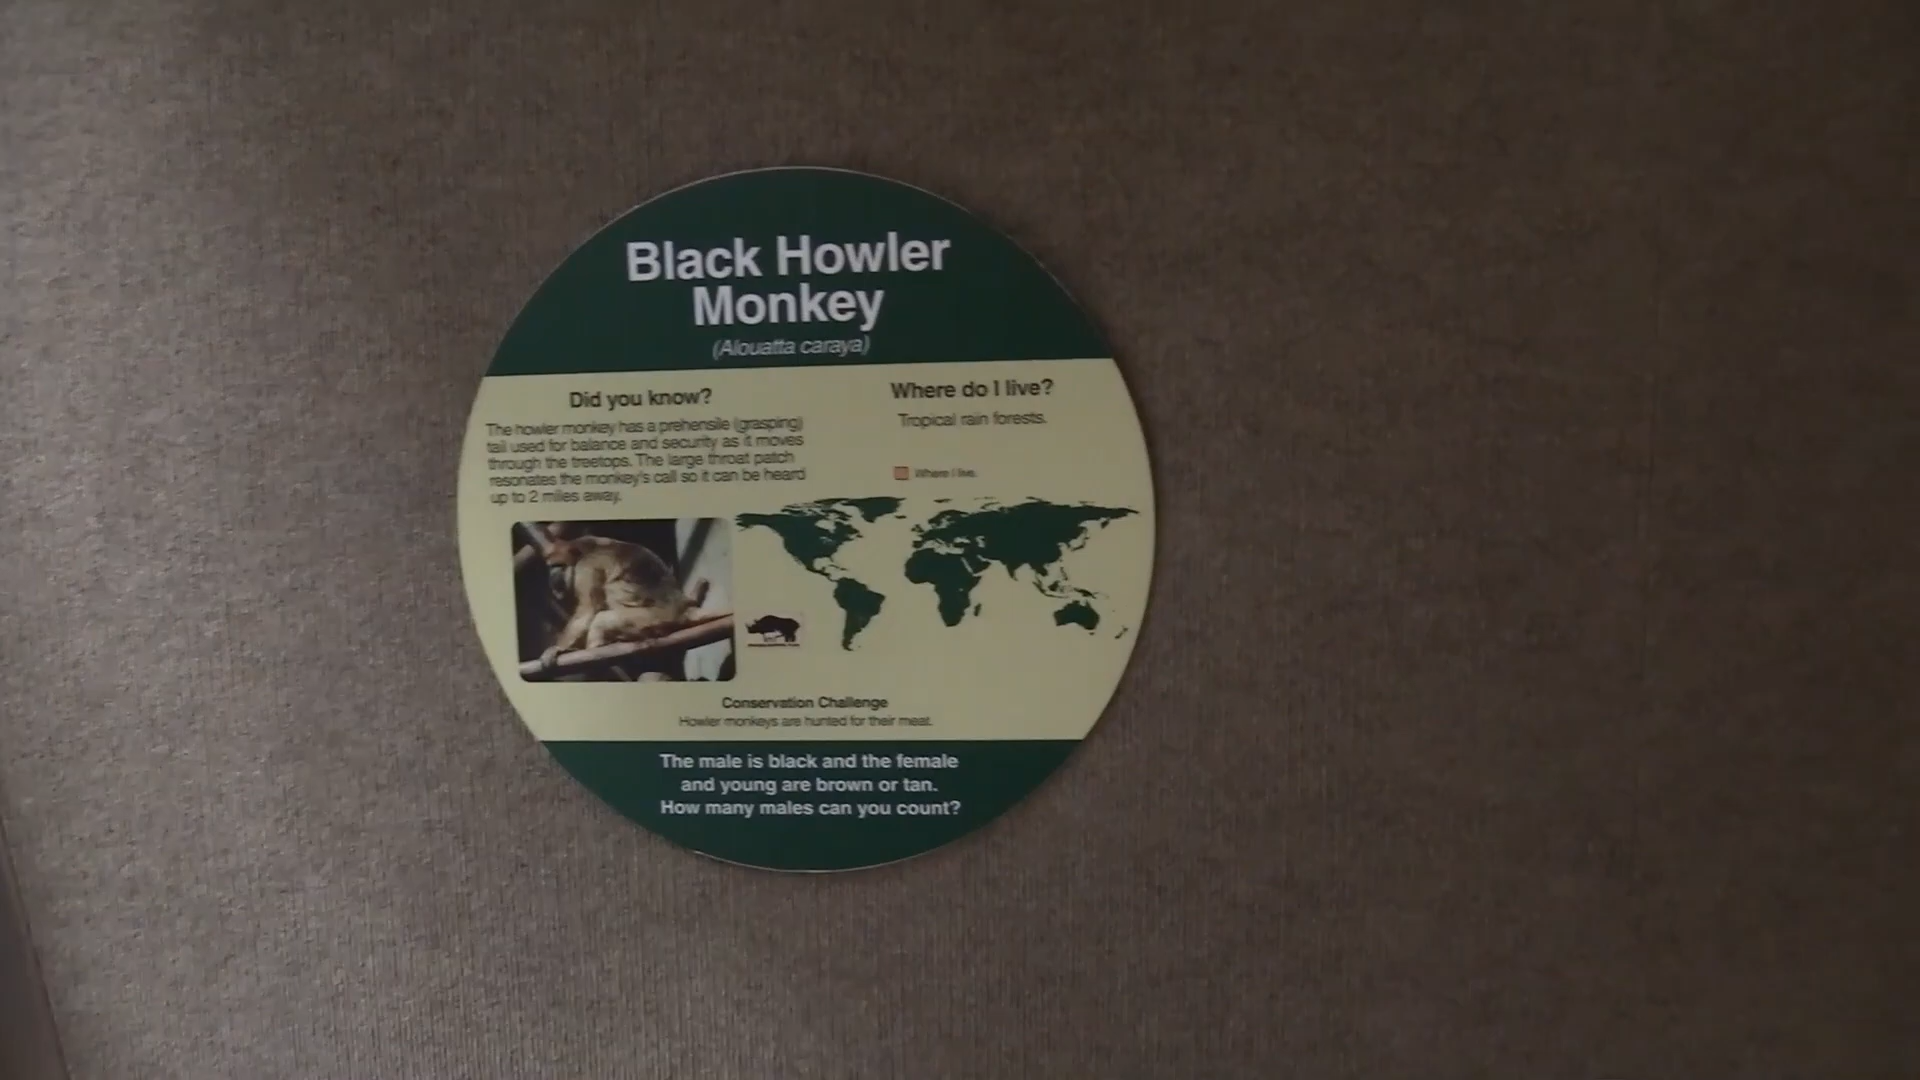 Black Howler
Monkey
(Alouatta caraya)
Did you know?
The howler monkey has a prehensile (grasping)
tail used for balance and security as it moves
through the treetops. The large throat patch
resonates the monkey's call so it can be heard
up to 2 miles away.
Where do I live?
Tropical rain forests.
Where I live.
Conservation Challenge
Howler monkeys are hunted for their meat.
The male is black and the female
and young are brown or tan.
How many males can you count?